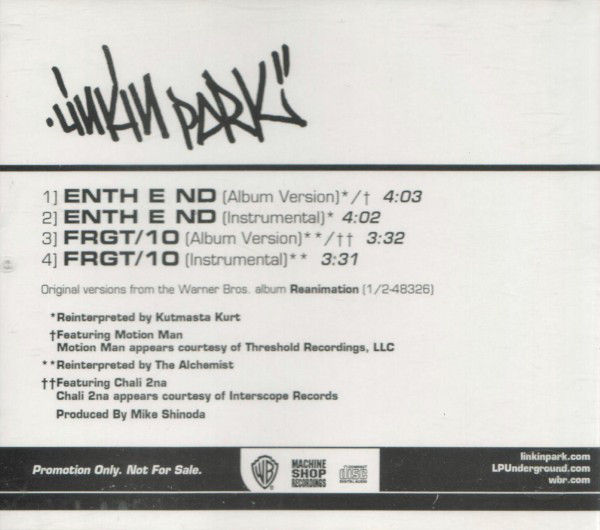 LINKIN PARK
1] ENTH E ND (Album Version)*/† 4:03
2] ENTH E ND (Instrumental)* 4:02
3] FRGT/10 (Album Version)**/†† 3:32
4] FRGT/10 (Instrumental)** 3:31
Original versions from the Warner Bros. album Reanimation (1/2-48326)
*Reinterpreted by Kutmasta Kurt
†Featuring Motion Man
Motion Man appears courtesy of Threshold Recordings, LLC
**Reinterpreted by The Alchemist
††Featuring Chali 2na
Chali 2na appears courtesy of Interscope Records
Produced By Mike Shinoda
Promotion Only. Not For Sale.
WB
MACHINE
SHOP
RECORDINGS
COMPACT
disc
DIGITAL AUDIO
linkinpark.com
LPUnderground.com
wbr.com